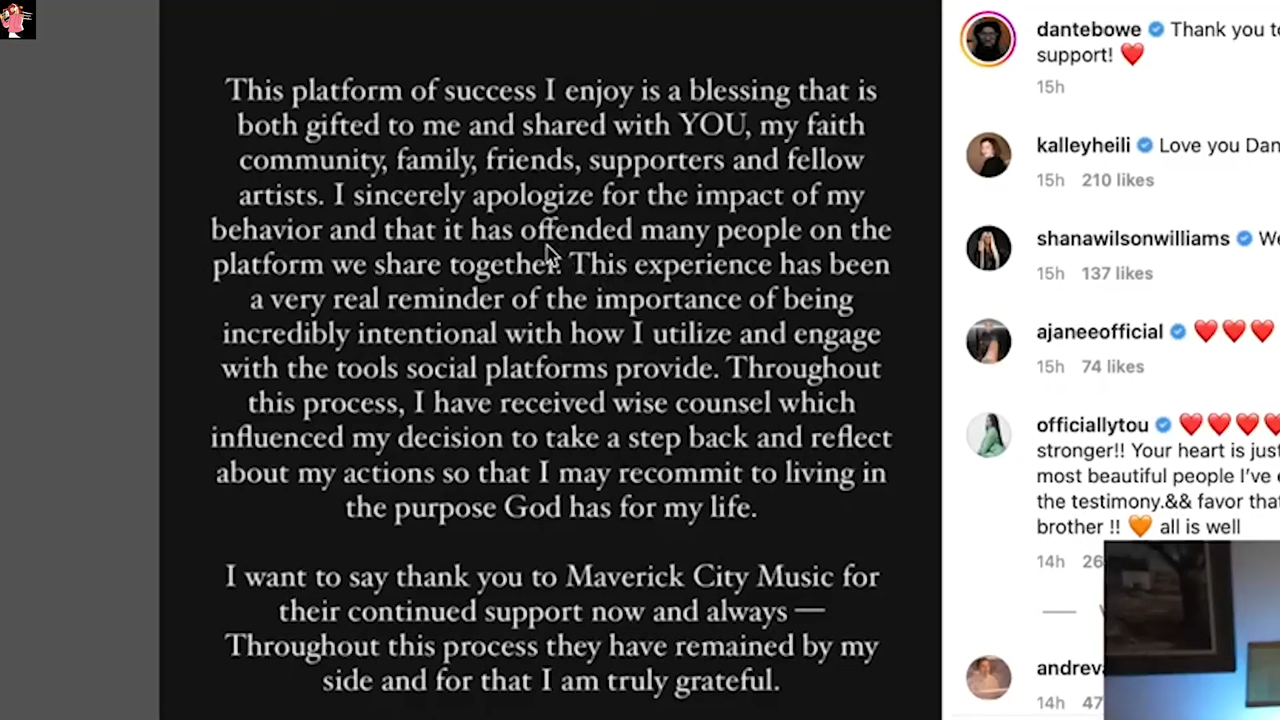 This platform of success I enjoy is a blessing that is
both gifted to me and shared with YOU, my faith
community, family, friends, supporters and fellow
artists. I sincerely apologize for the impact of my
behavior and that it has offended many people on the
platform we share together. This experience has been
a very real reminder of the importance of being
incredibly intentional with how I utilize and engage
with the tools social platforms provide. Throughout
this process, I have received wise counsel which
influenced my decision to take a step back and reflect
about my actions so that I may recommit to living in
the purpose God has for my life.
I want to say thank you to Maverick City Music for
their continued support now and always —
Throughout this process they have remained by my
side and for that I am truly grateful.
dantebowe Thank you
support! ❤️
15h
kalleyheili Love you
15h 210 likes
shanawilsonwilliams
15h 137 likes
ajaneeofficial ❤️ ❤️ ❤️
15h 74 likes
officiallytou ❤️ ❤️ ❤️ ❤️
stronger!! Your heart is
most beautiful people I've
the testimony.&& favor
brother !! 🧡 all is well
14h
14h